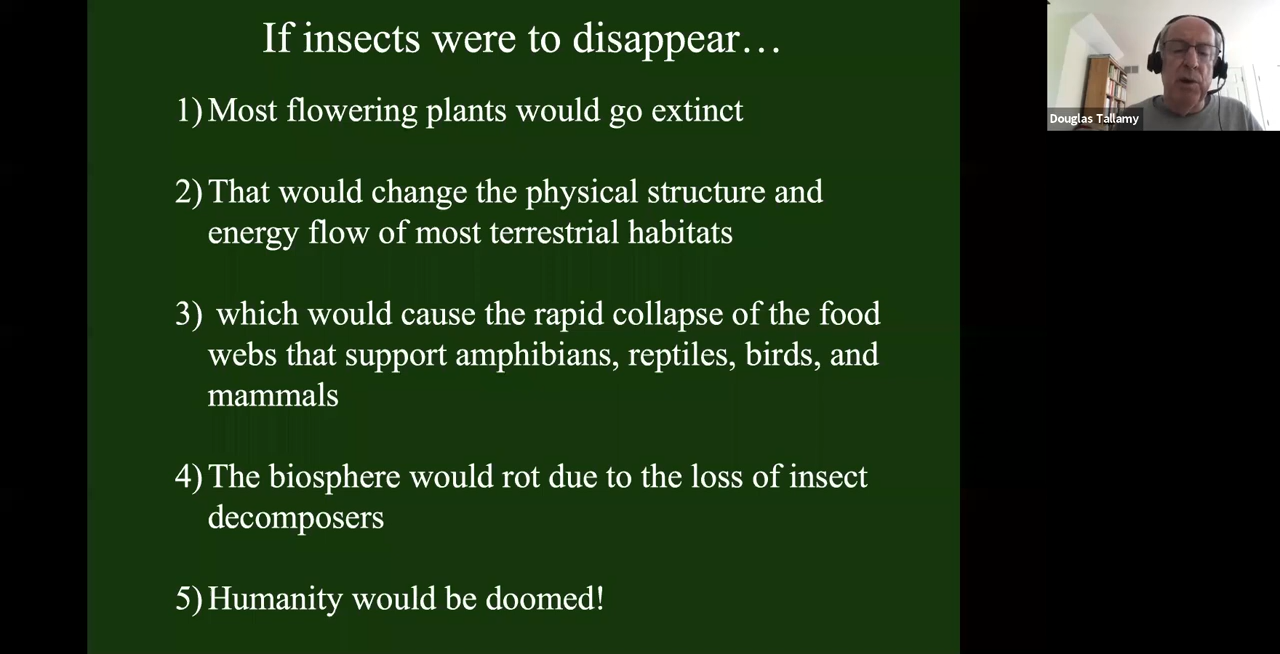 If insects were to disappear…
1) Most flowering plants would go extinct
2) That would change the physical structure and
energy flow of most terrestrial habitats
3) which would cause the rapid collapse of the food
webs that support amphibians, reptiles, birds, and
mammals
4) The biosphere would rot due to the loss of insect
decomposers
5) Humanity would be doomed!
Douglas Tallamy